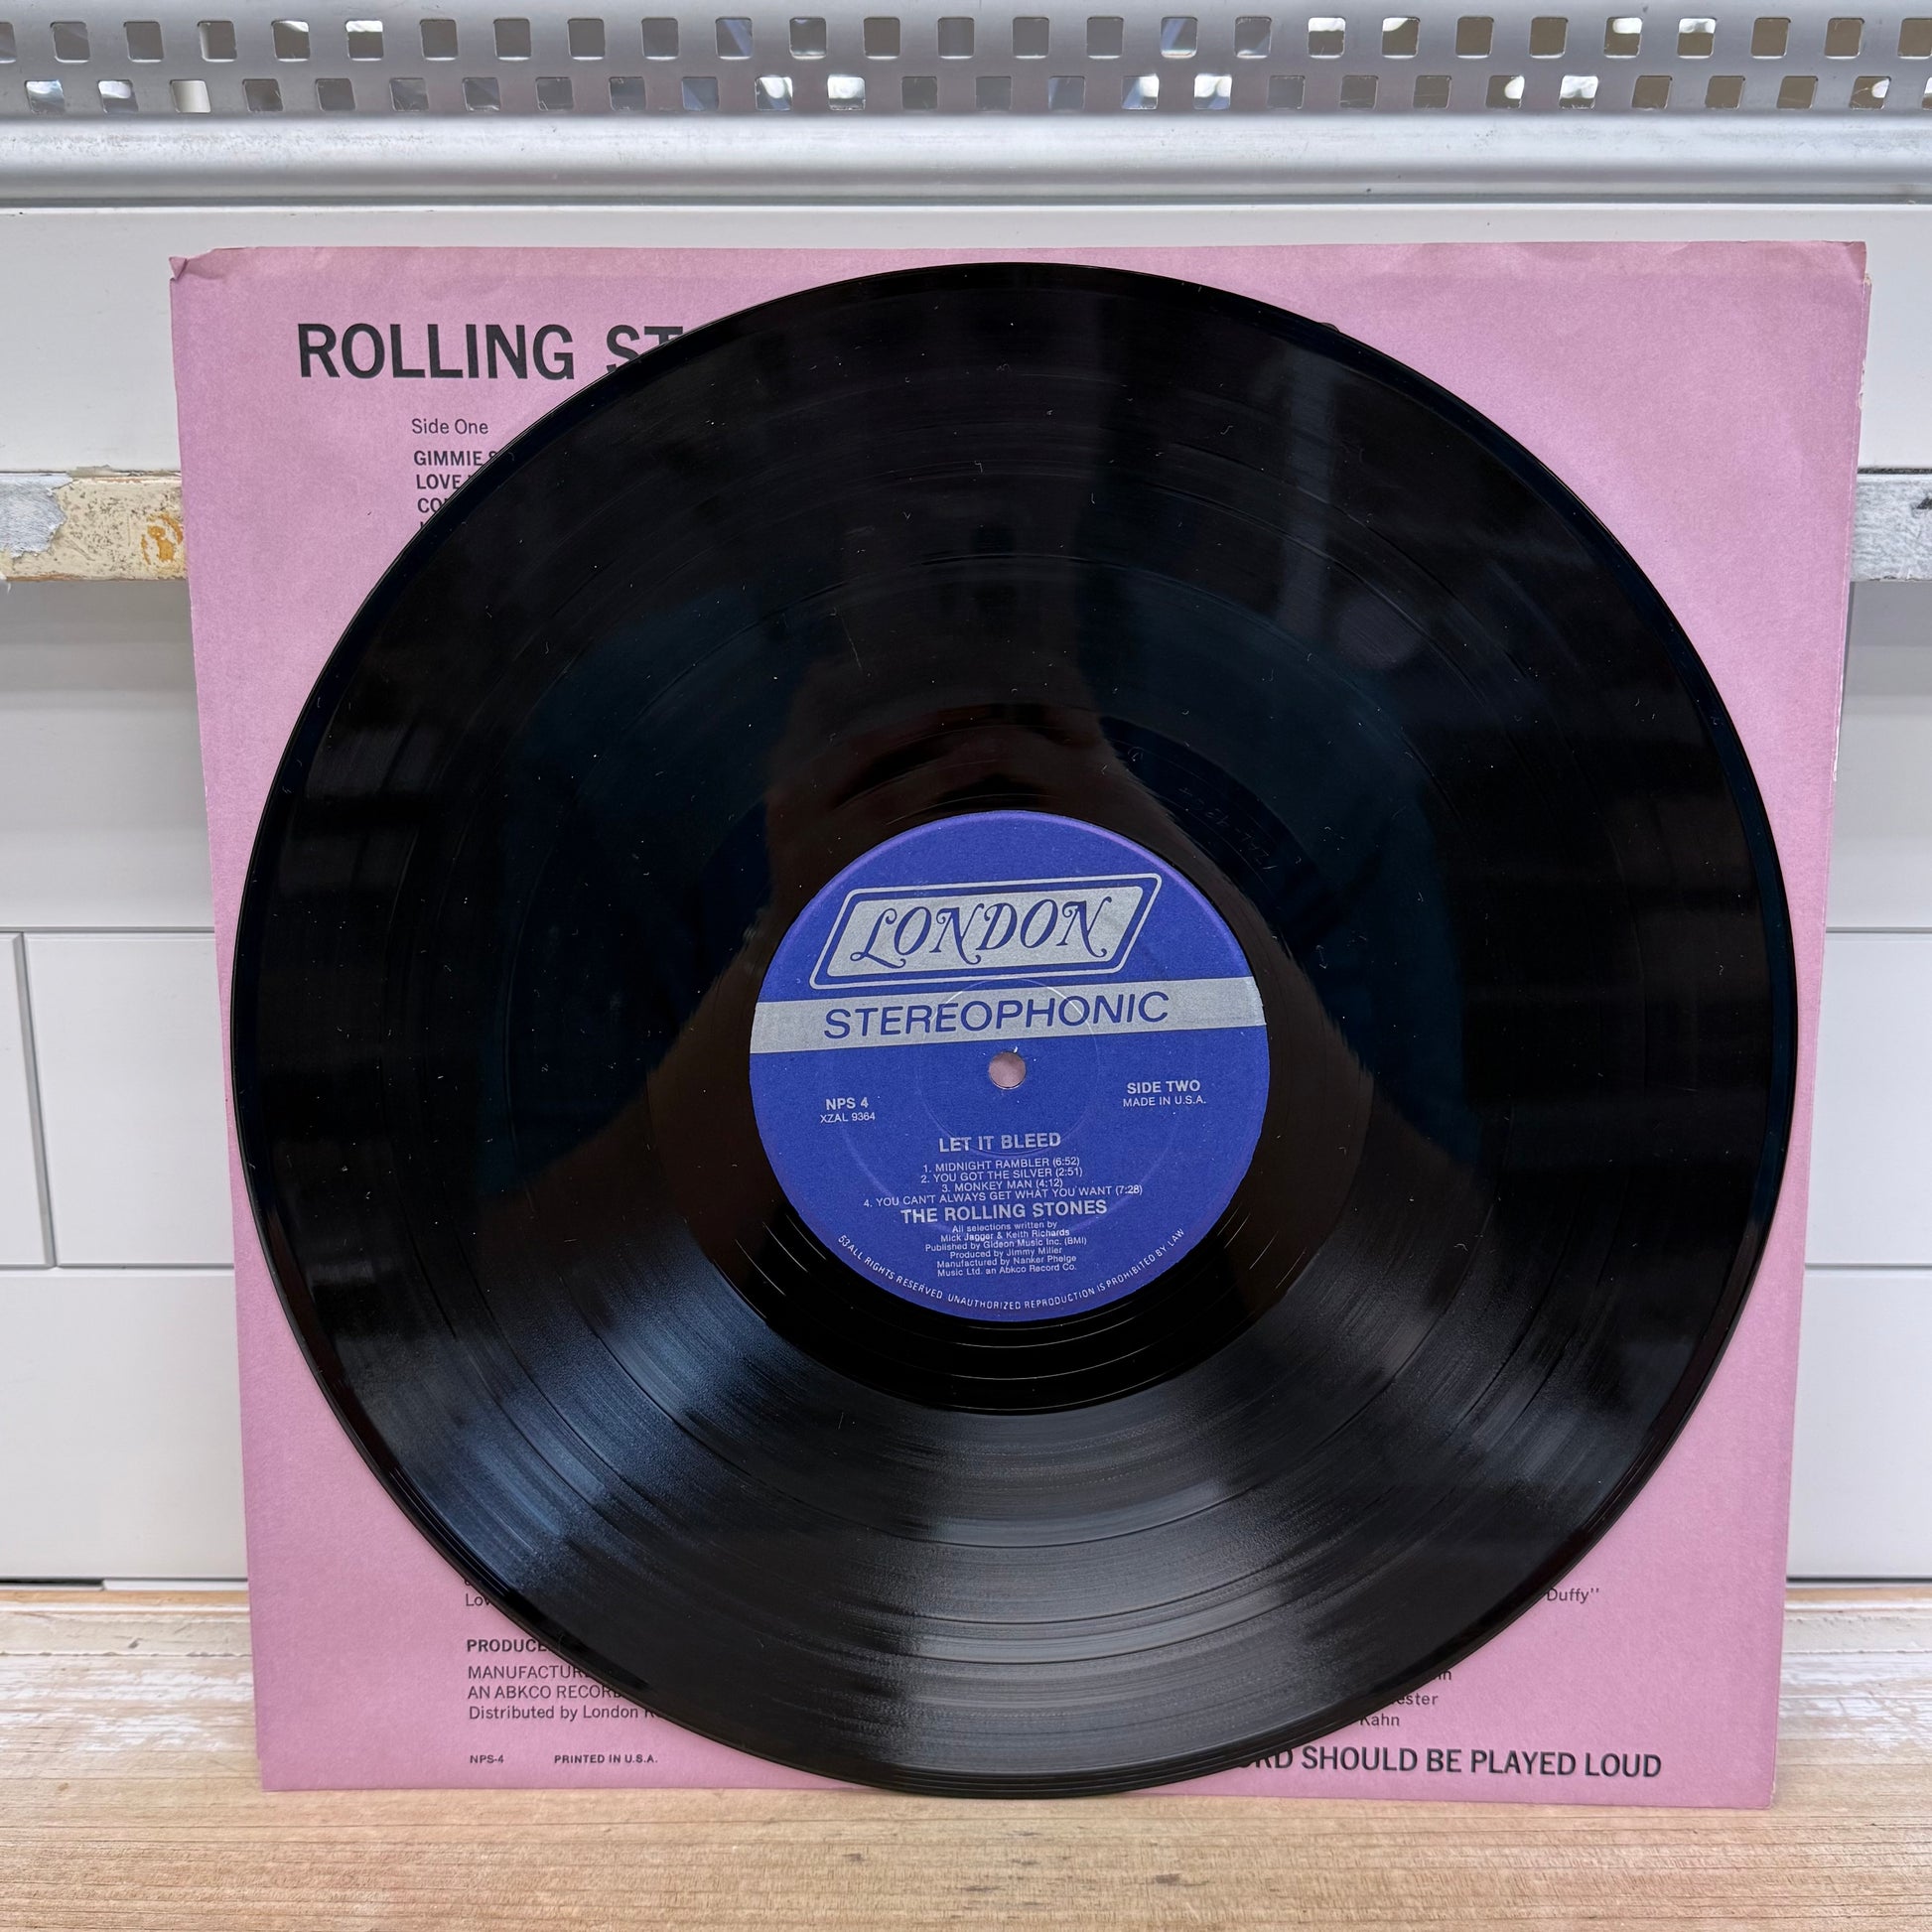 ROLLING ST
Side One
GIMMIE S
LOVE
CO
LONDON
STEREOPHONIC
NPS 4
XZAL 9364
SIDE TWO
MADE IN U.S.A.
LET IT BLEED
1. MIDNIGHT RAMBLER (6:52)
2. YOU GOT THE SILVER (2:51)
3. MONKEY MAN (4:12)
4. YOU CAN'T ALWAYS GET WHAT YOU WANT (7:28)
THE ROLLING STONES
All selections written by
Mick Jagger & Keith Richards
Published by Gideon Music Inc. (BMI)
Produced by Jimmy Miller
Manufactured by Nanker Phelge
Music Ltd. an Abkco Record Co.
53ALL RIGHTS RESERVED UNAUTHORIZED REPRODUCTION IS PROHIBITED BY LAW
Lov
Duffy"
PRODUCE
MANUFACTURE
AN ABKCO RECORD
Distributed by London R
ester
Kahn
NPS-4 PRINTED IN U.S.A.
ORD SHOULD BE PLAYED LOUD